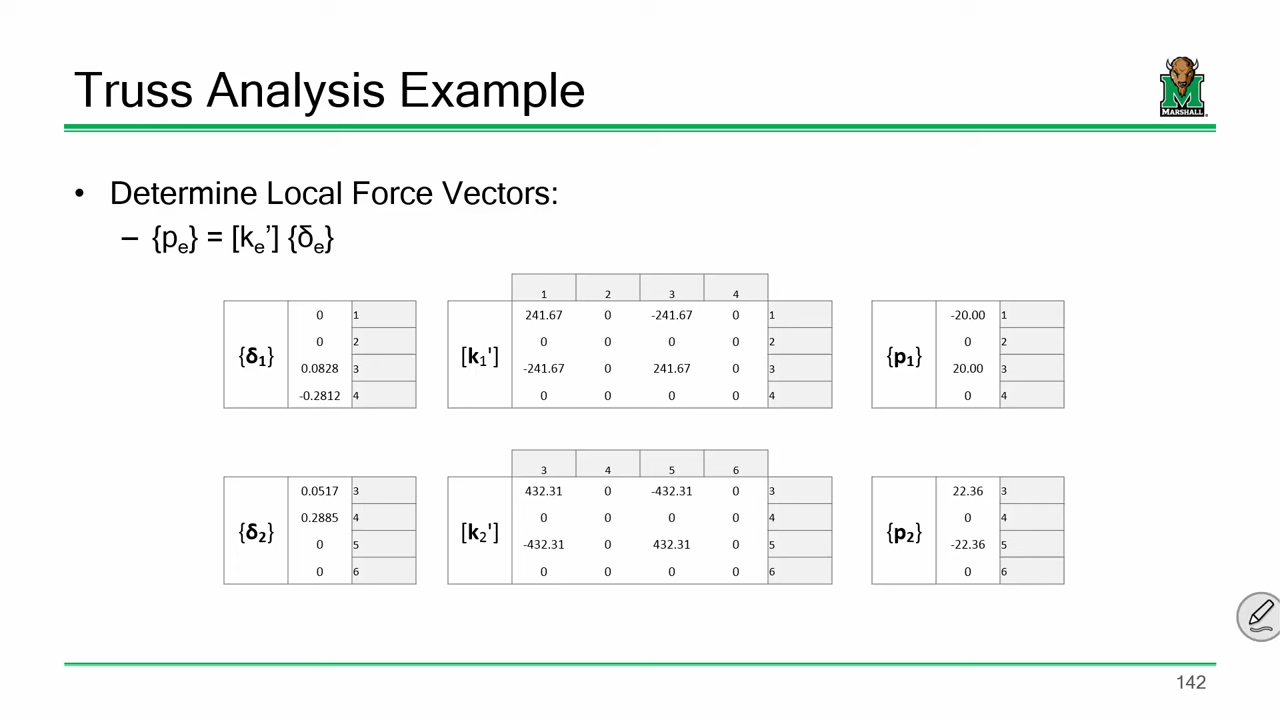 Truss Analysis Example
MARSHALL
• Determine Local Force Vectors:
– {pe} = [ke’] {δe}
1 2 3 4
{δ1} [k1'] {p1}
0 1 241.67 0 -241.67 0 1 -20.00 1
0 2 0 0 0 0 2 0 2
0.0828 3 -241.67 0 241.67 0 3 20.00 3
-0.2812 4 0 0 0 0 4 0 4
3 4 5 6
{δ2} [k2'] {p2}
0.0517 3 432.31 0 -432.31 0 3 22.36 3
0.2885 4 0 0 0 0 4 0 4
0 5 -432.31 0 432.31 0 5 -22.36 5
0 6 0 0 0 0 6 0 6
142